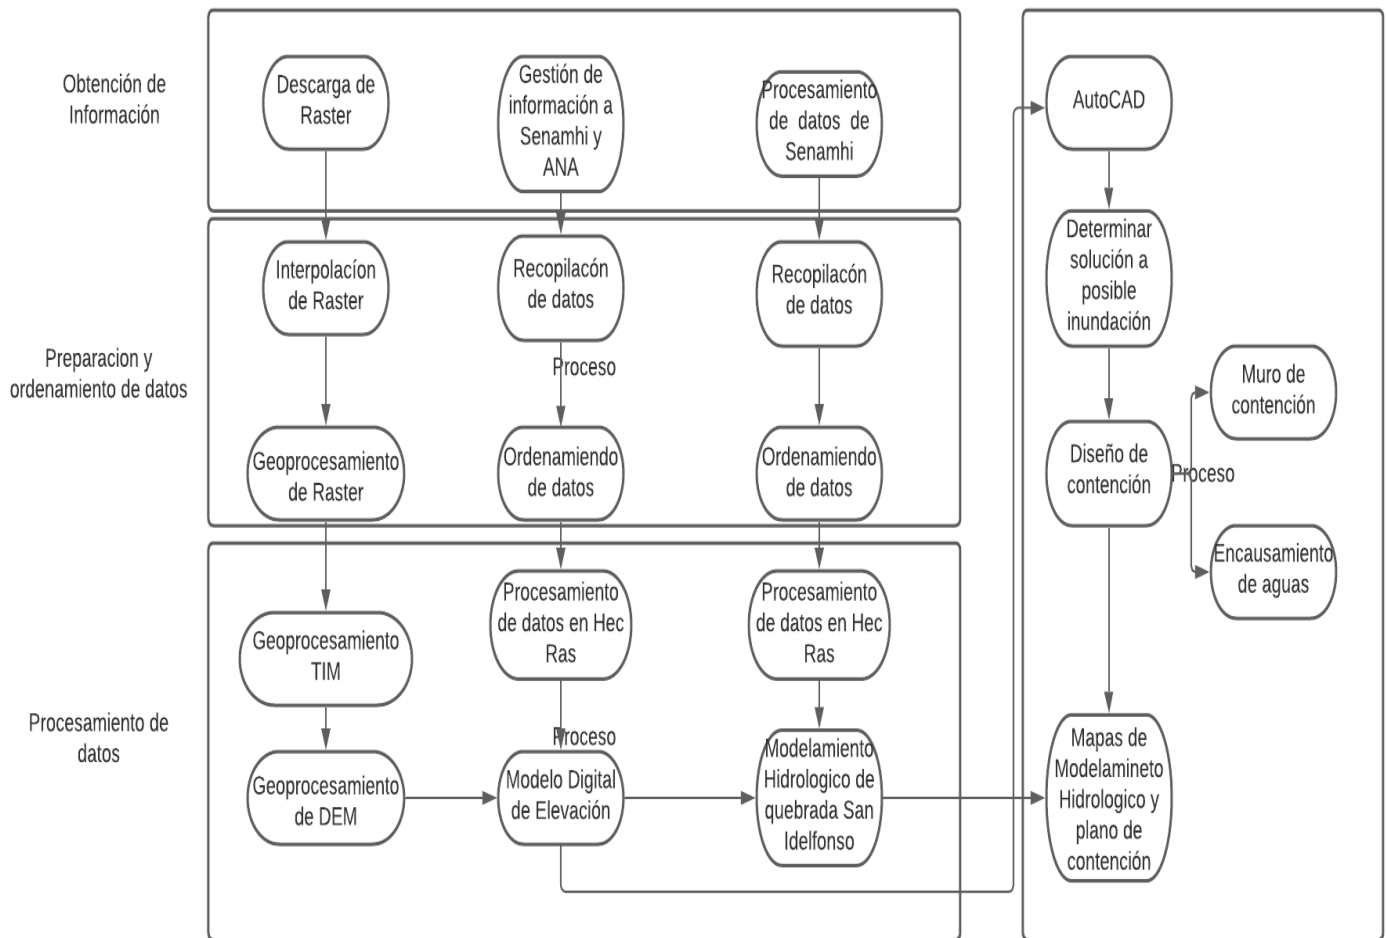 Obtención de
Información
Descarga de
Raster
Gestión de
información a
Senamhi y
ANA
Procesamiento
de datos de
Senamhi
AutoCAD
Determinar
solución a
posible
inundación
Preparacion y
ordenamiento de datos
Interpolacíon
de Raster
Recopilacón
de datos
Recopilacón
de datos
Proceso
Geoprocesamiento
de Raster
Ordenamiendo
de datos
Ordenamiendo
de datos
Diseño de
contención
Proceso
Muro de
contención
Encausamiento
de aguas
Procesamiento de
datos
Geoprocesamiento
TIM
Procesamiento
de datos en Hec
Ras
Procesamiento
de datos en Hec
Ras
Proceso
Geoprocesamiento
de DEM
Modelo Digital
de Elevación
Modelamiento
Hidrologico de
quebrada San
Idelfonso
Mapas de
Modelamineto
Hidrologico y
plano de
contención